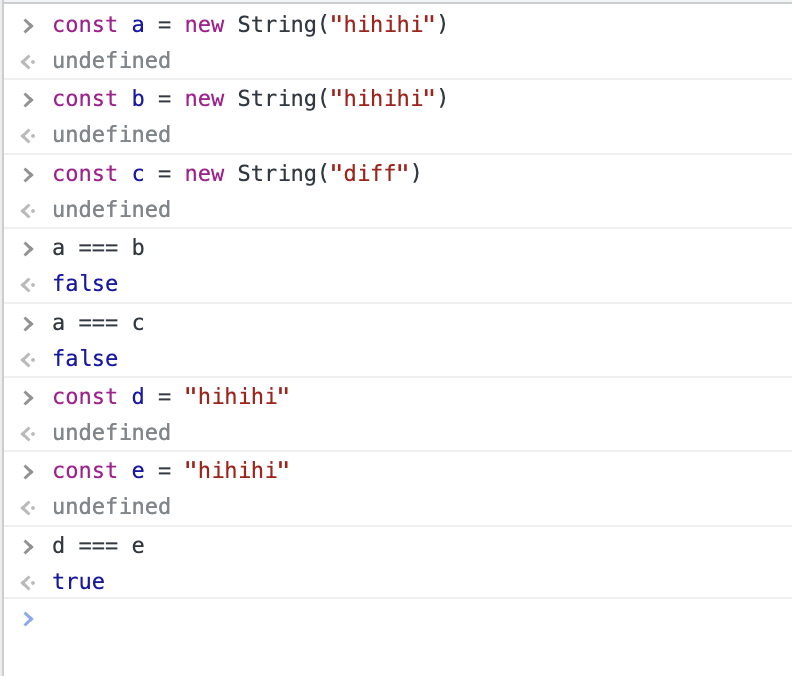 > const a = new String("hihihi")
<· undefined
> const b = new String("hihihi")
<· undefined
> const c = new String("diff")
<· undefined
> a === b
<· false
> a === c
<· false
> const d = "hihihi"
<· undefined
> const e = "hihihi"
<· undefined
> d === e
<· true
>